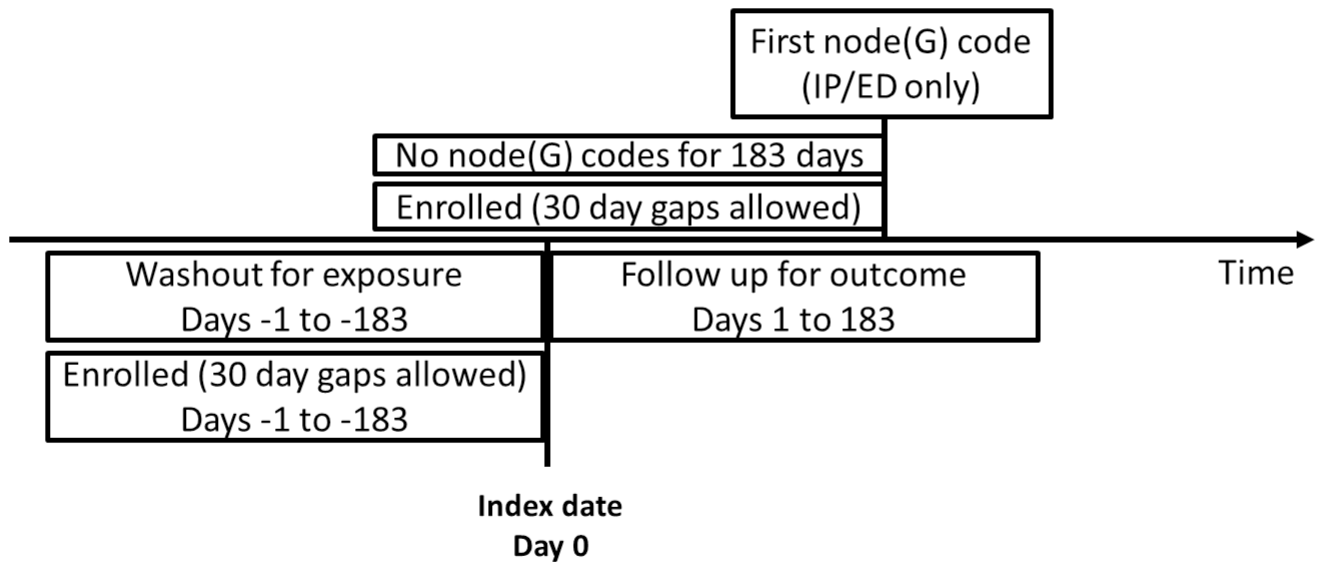 First node(G) code
(IP/ED only)
No node(G) codes for 183 days
Enrolled (30 day gaps allowed)
Washout for exposure
Days -1 to -183
Follow up for outcome
Days 1 to 183
Time
Enrolled (30 day gaps allowed)
Days -1 to -183
Index date
Day 0